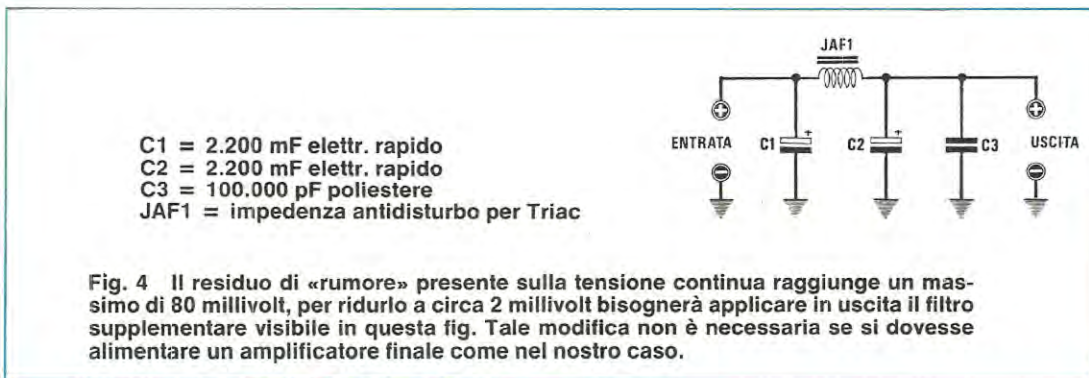 JAF1
ENTRATA
C1
+
C2
+
C3
USCITA
C1 = 2.200 mF elettr. rapido
C2 = 2.200 mF elettr. rapido
C3 = 100.000 pF poliestere
JAF1 = impedenza antidisturbo per Triac
Fig. 4 Il residuo di «rumore» presente sulla tensione continua raggiunge un mas-
simo di 80 millivolt, per ridurlo a circa 2 millivolt bisognerà applicare in uscita il filtro
supplementare visibile in questa fig. Tale modifica non è necessaria se si dovesse
alimentare un amplificatore finale come nel nostro caso.